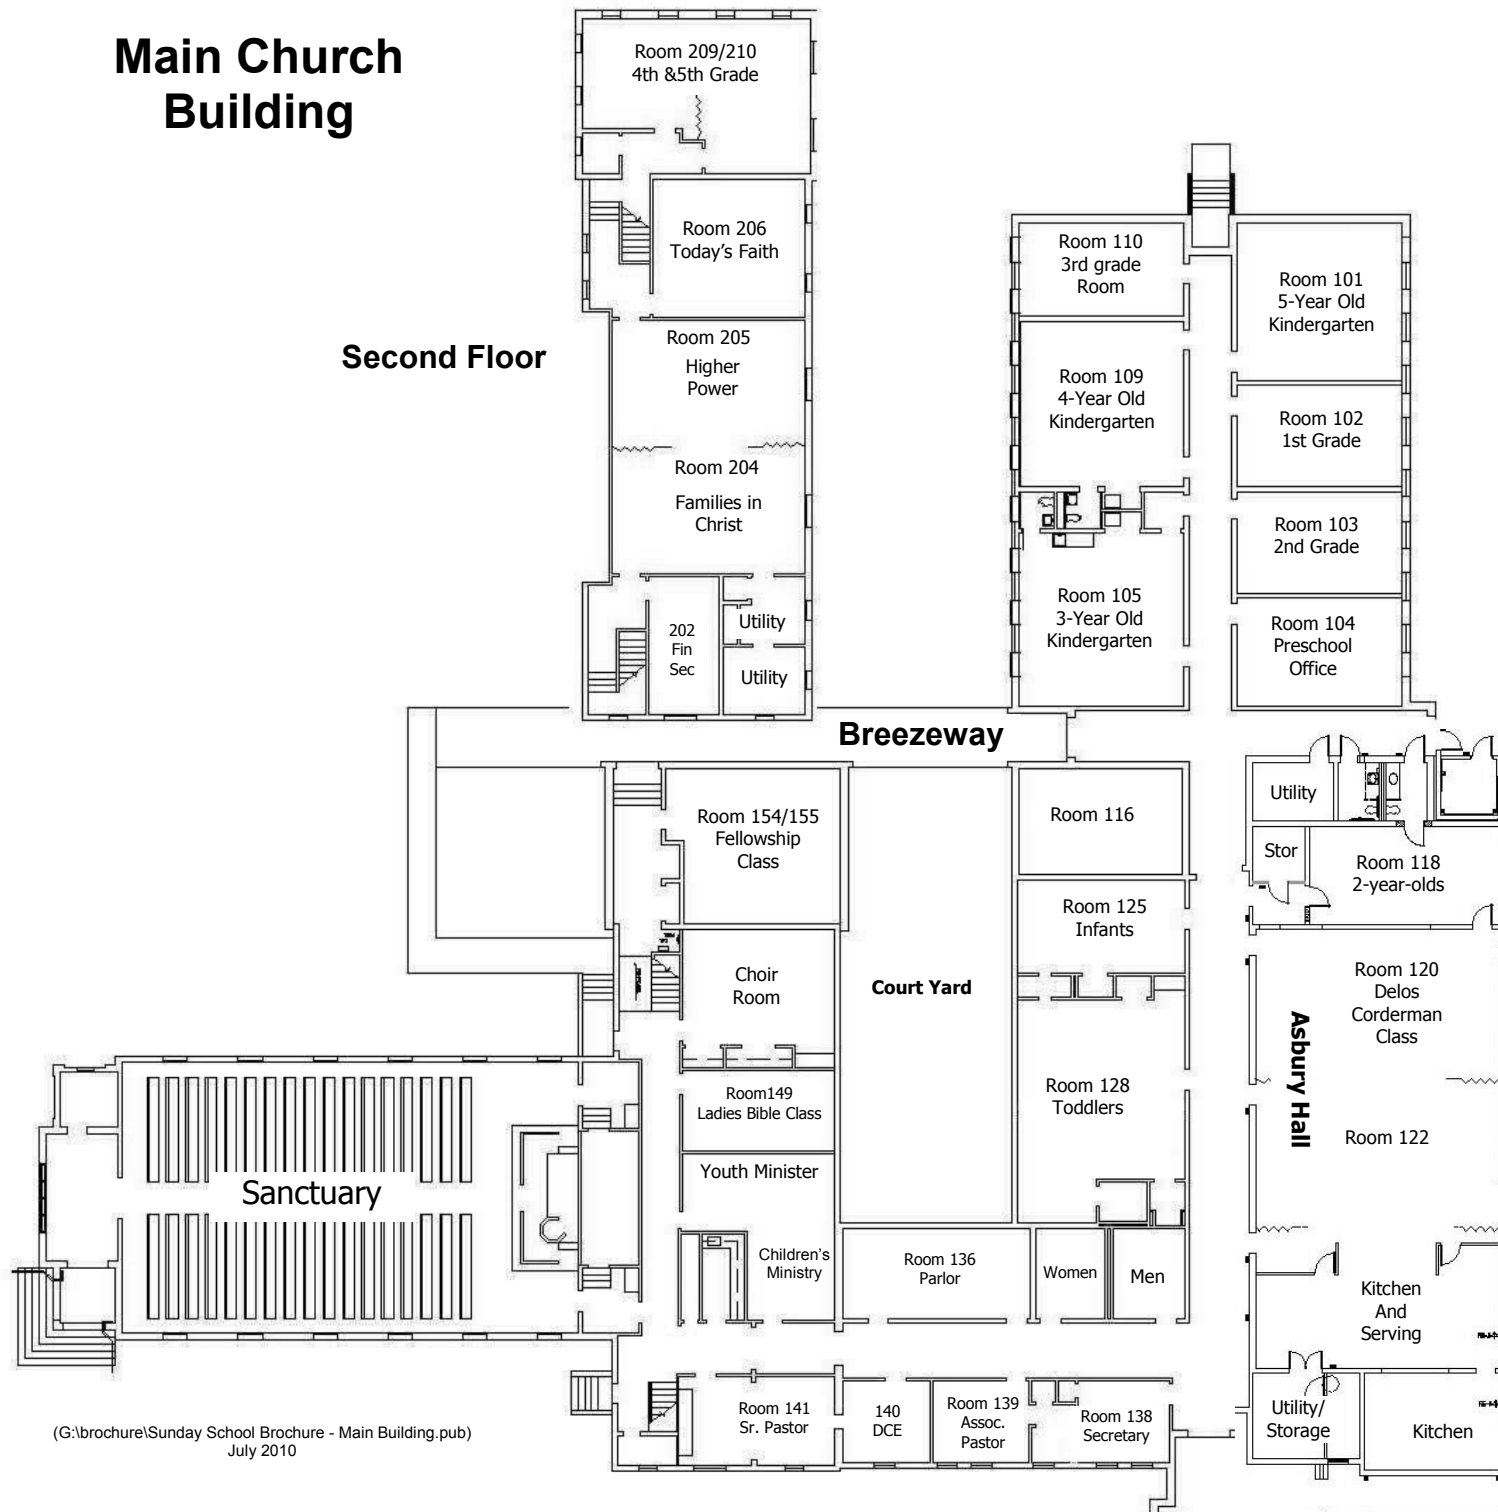 Main Church
Building
Room 209/210
4th &5th Grade
Room 206
Today's Faith
Second Floor
Room 205
Higher
Power
Room 204
Families in
Christ
202
Fin
Sec
Utility
Utility
Room 110
3rd grade
Room
Room 101
5-Year Old
Kindergarten
Room 109
4-Year Old
Kindergarten
Room 102
1st Grade
Room 103
2nd Grade
Room 105
3-Year Old
Kindergarten
Room 104
Preschool
Office
Breezeway
Room 154/155
Fellowship
Class
Room 116
Utility
Stor
Room 118
2-year-olds
Room 125
Infants
Choir
Room
Court Yard
Room 120
Delos
Corderman
Class
Asbury Hall
Room149
Ladies Bible Class
Room 128
Toddlers
Room 122
Sanctuary
Youth Minister
Children's
Ministry
Room 136
Parlor
Women
Men
Kitchen
And
Serving
Room 141
Sr. Pastor
140
DCE
Room 139
Assoc.
Pastor
Room 138
Secretary
Utility/
Storage
Kitchen
(G:\brochure\Sunday School Brochure - Main Building.pub)
July 2010